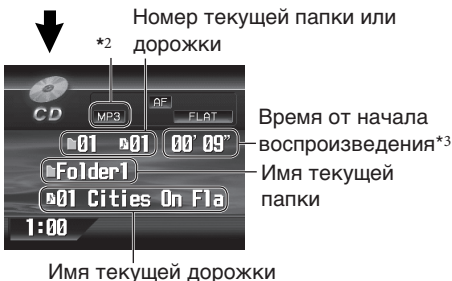 Номер текущей папки или
дорожки
*2
CD
MP3
AF
FLAT
01 01 00' 09"
Время от начала
воспроизведения*3
Folder1
Имя текущей
папки
01 Cities On Fla
1:00
Имя текущей дорожки